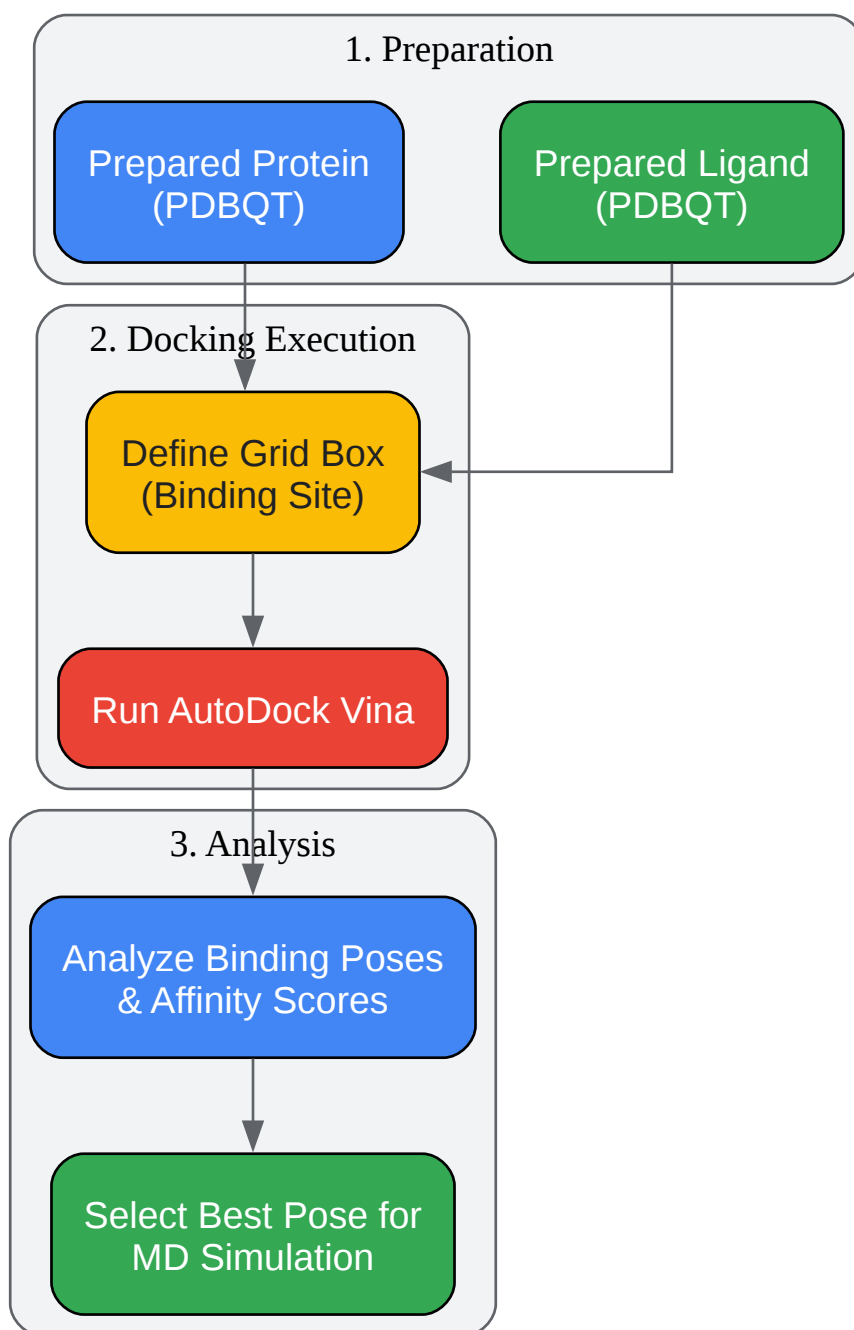 1. Preparation
Prepared Protein
(PDBQT)
Prepared Ligand
(PDBQT)
2. Docking Execution
Define Grid Box
(Binding Site)
Run AutoDock Vina
3. Analysis
Analyze Binding Poses
& Affinity Scores
Select Best Pose for
MD Simulation